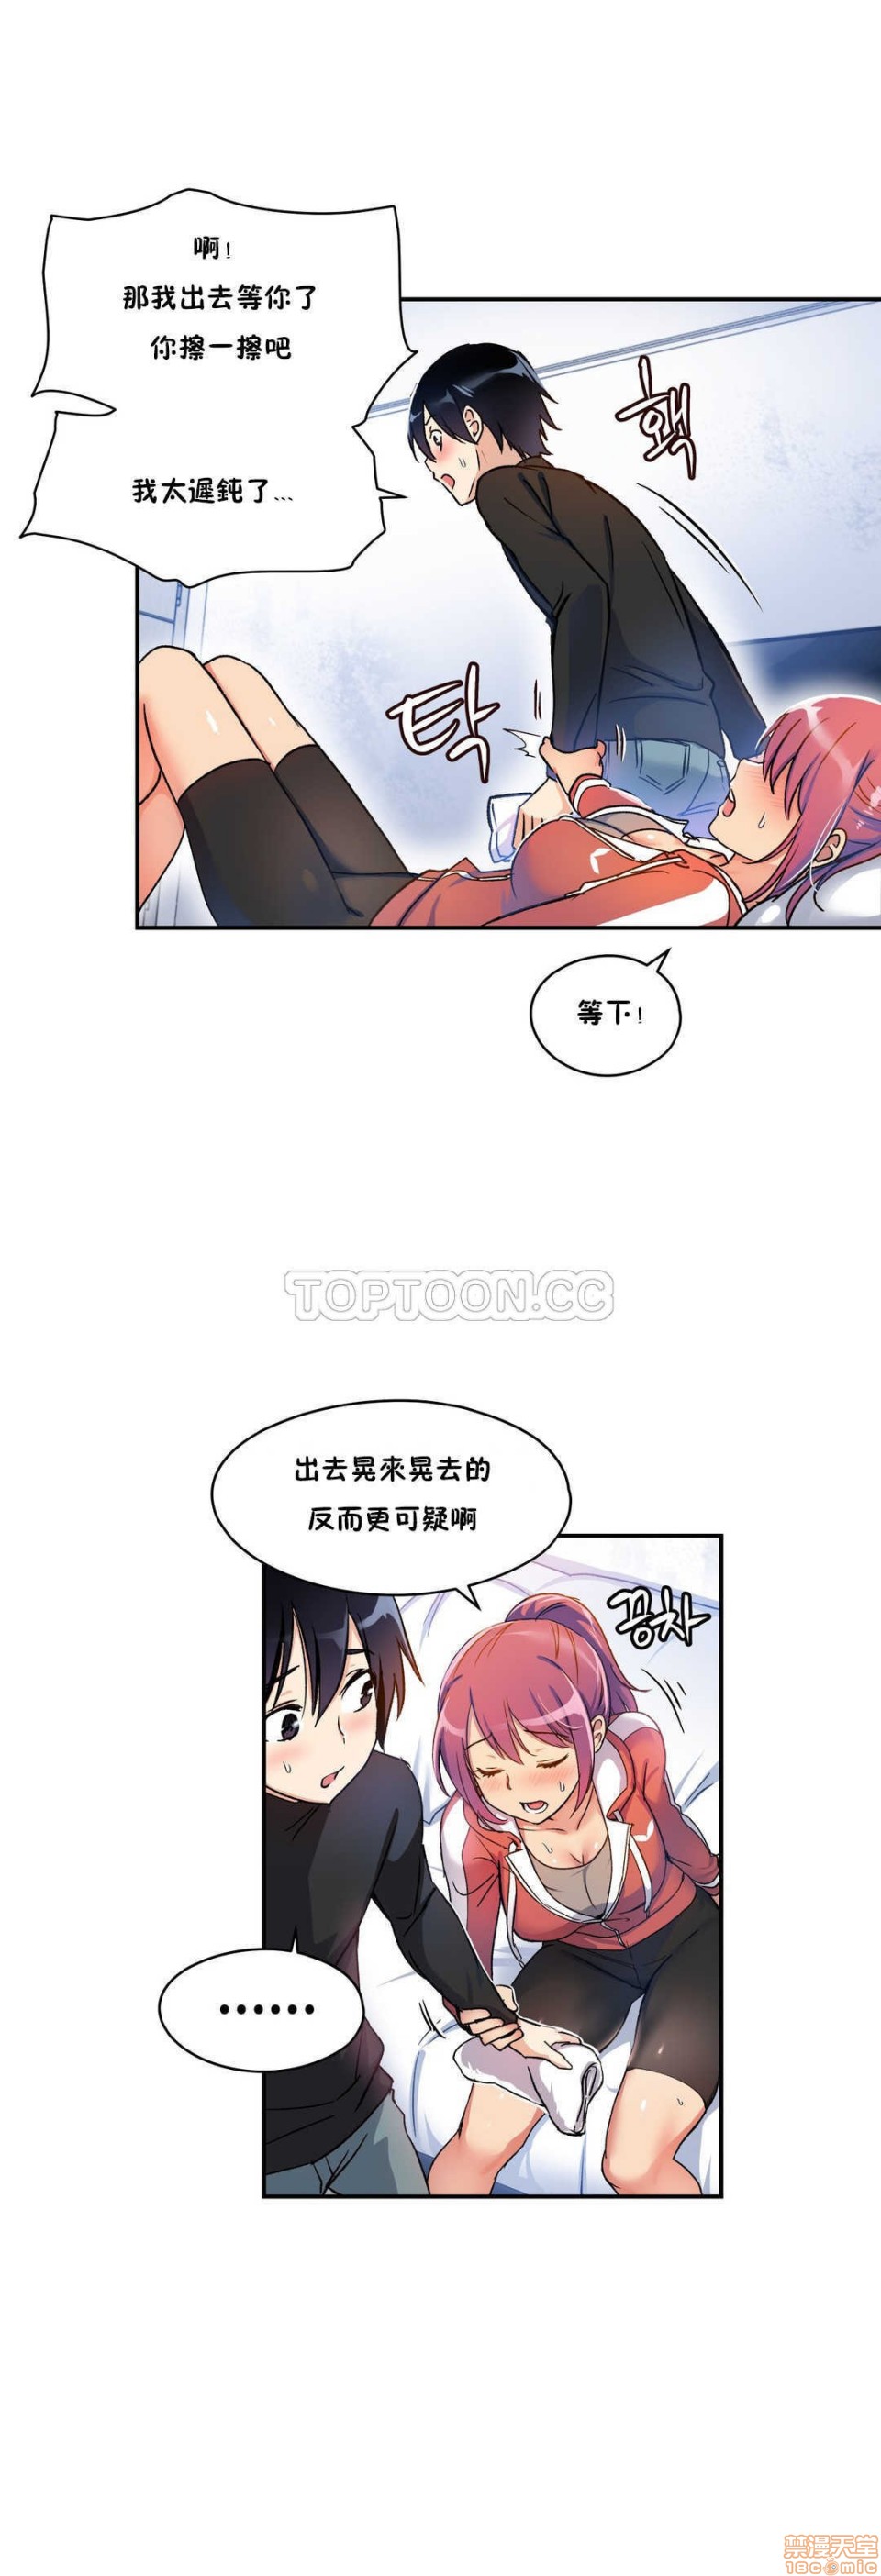 啊!
那我出去等你了
你擦一擦吧
我太遲鈍了...
홱
탁
等下!
TOPTOON.CC
出去晃來晃去的
反而更可疑啊
끙차
••••••
禁漫天堂
18comic